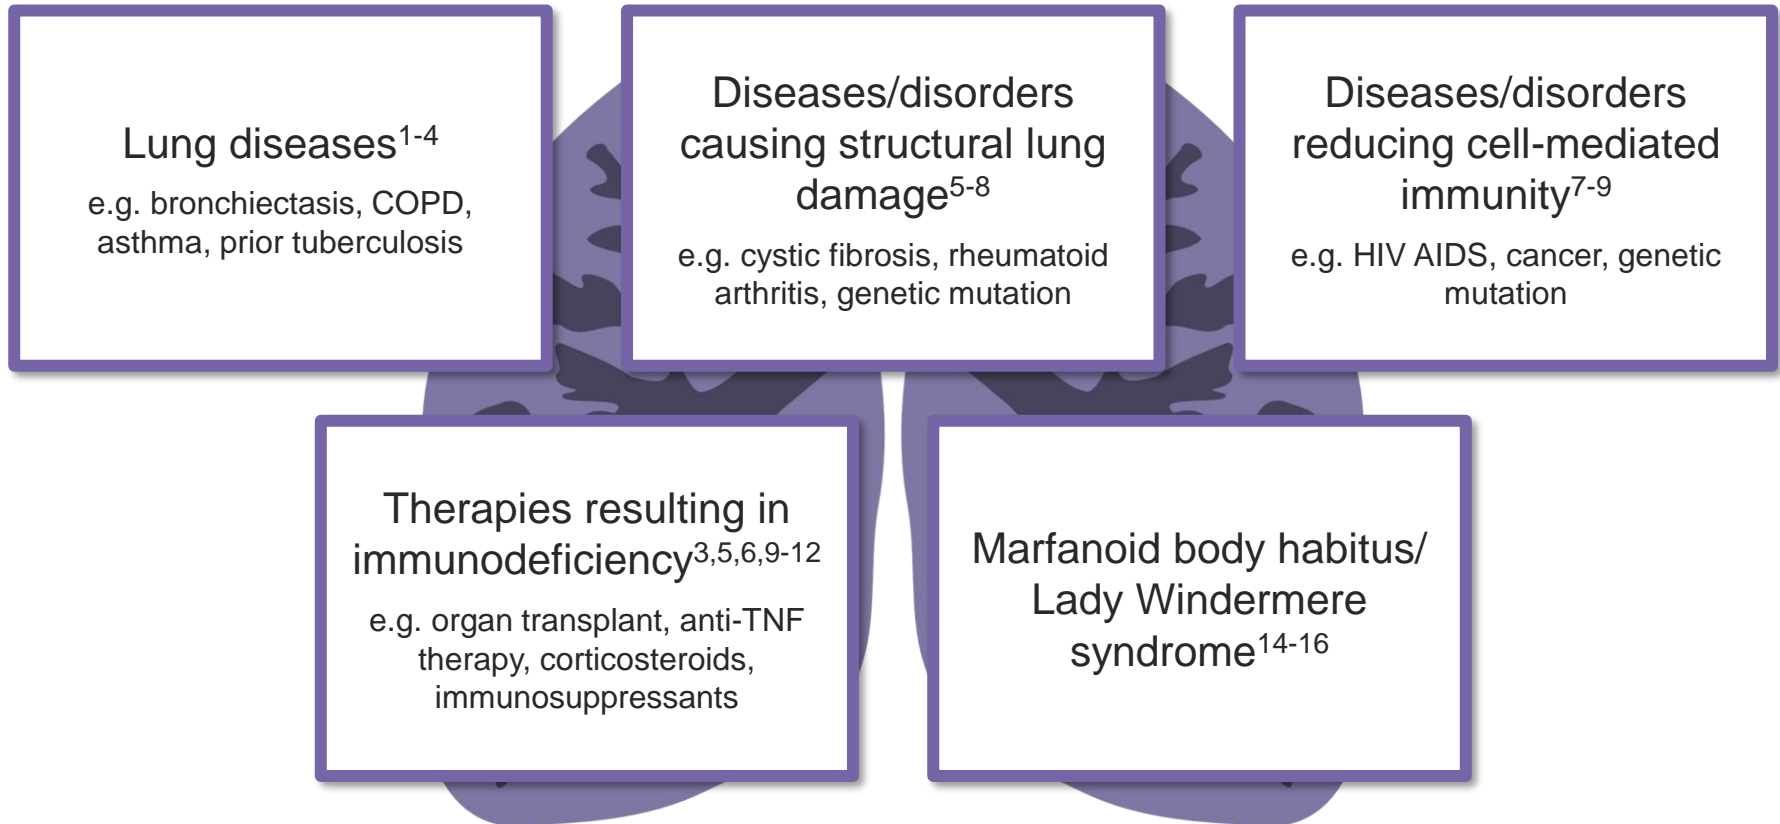 Lung diseases1-4
e.g. bronchiectasis, COPD,
asthma, prior tuberculosis
Diseases/disorders
causing structural lung
damage5-8
e.g. cystic fibrosis, rheumatoid
arthritis, genetic mutation
Diseases/disorders
reducing cell-mediated
immunity7-9
e.g. HIV AIDS, cancer, genetic
mutation
Therapies resulting in
immunodeficiency3,5,6,9-12
e.g. organ transplant, anti-TNF
therapy, corticosteroids,
immunosuppressants
Marfanoid body habitus/
Lady Windermere
syndrome14-16